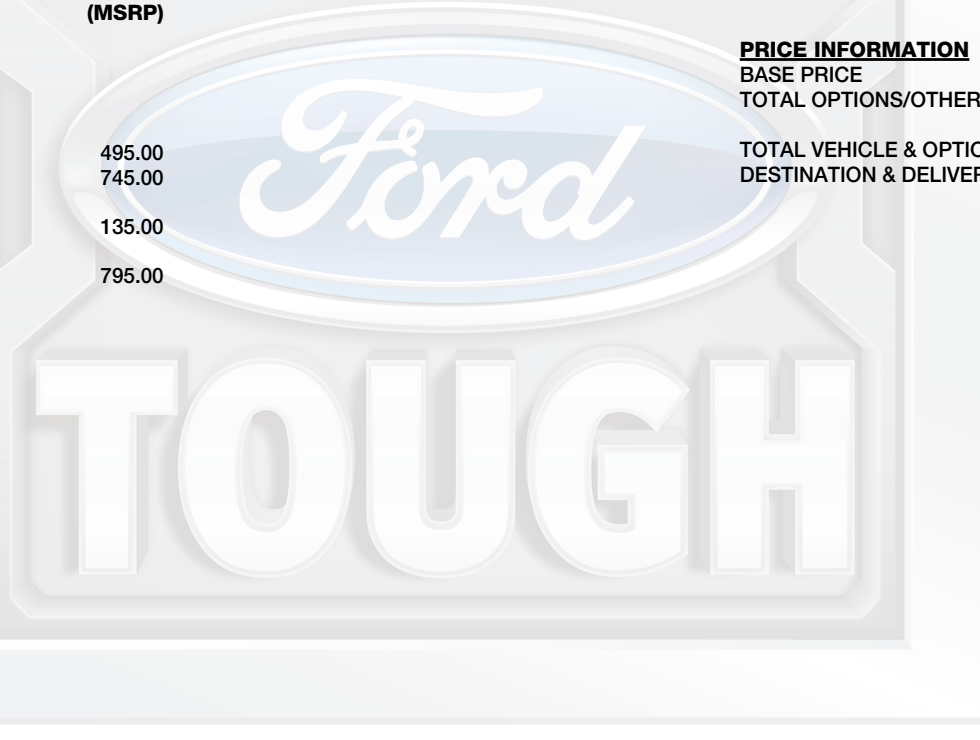 (MSRP)
495.00
745.00
135.00
795.00
PRICE INFORMATION
BASE PRICE
TOTAL OPTIONS/OTHER
TOTAL VEHICLE & OPTIO
DESTINATION & DELIVER
Ford
TOUGH